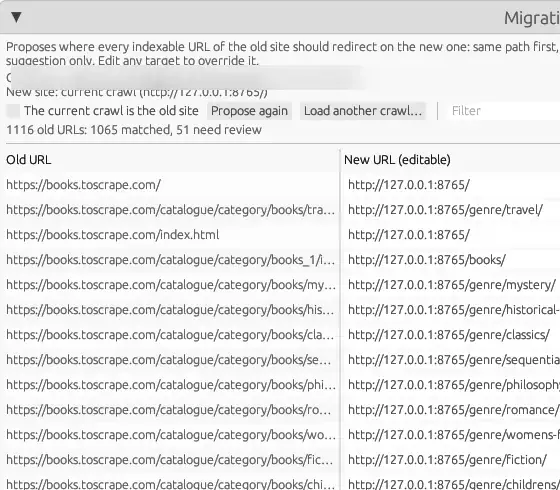 ▼ Migrati
Proposes where every indexable URL of the old site should redirect on the new one: same path first,
suggestion only. Edit any target to override it.
New site: current crawl (http://127.0.0.1:8765/)
The current crawl is the old site Propose again Load another crawl... Filter
1116 old URLs: 1065 matched, 51 need review
Old URL New URL (editable)
https://books.toscrape.com/ http://127.0.0.1:8765/
https://books.toscrape.com/catalogue/category/books/tra... http://127.0.0.1:8765/genre/travel/
https://books.toscrape.com/index.html http://127.0.0.1:8765/
https://books.toscrape.com/catalogue/category/books_1/i... http://127.0.0.1:8765/books/
https://books.toscrape.com/catalogue/category/books/my... http://127.0.0.1:8765/genre/mystery/
https://books.toscrape.com/catalogue/category/books/his... http://127.0.0.1:8765/genre/historical-
https://books.toscrape.com/catalogue/category/books/cla... http://127.0.0.1:8765/genre/classics/
https://books.toscrape.com/catalogue/category/books/se... http://127.0.0.1:8765/genre/sequentia
https://books.toscrape.com/catalogue/category/books/phi... http://127.0.0.1:8765/genre/philosophy
https://books.toscrape.com/catalogue/category/books/ro... http://127.0.0.1:8765/genre/romance/
https://books.toscrape.com/catalogue/category/books/wo... http://127.0.0.1:8765/genre/womens-f
https://books.toscrape.com/catalogue/category/books/fic... http://127.0.0.1:8765/genre/fiction/
https://books.toscrape.com/catalogue/category/books/chi... http://127.0.0.1:8765/genre/childrens/